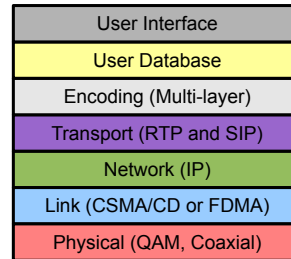 User Interface
User Database
Encoding (Multi-layer)
Transport (RTP and SIP)
Network (IP)
Link (CSMA/CD or FDMA)
Physical (QAM, Coaxial)